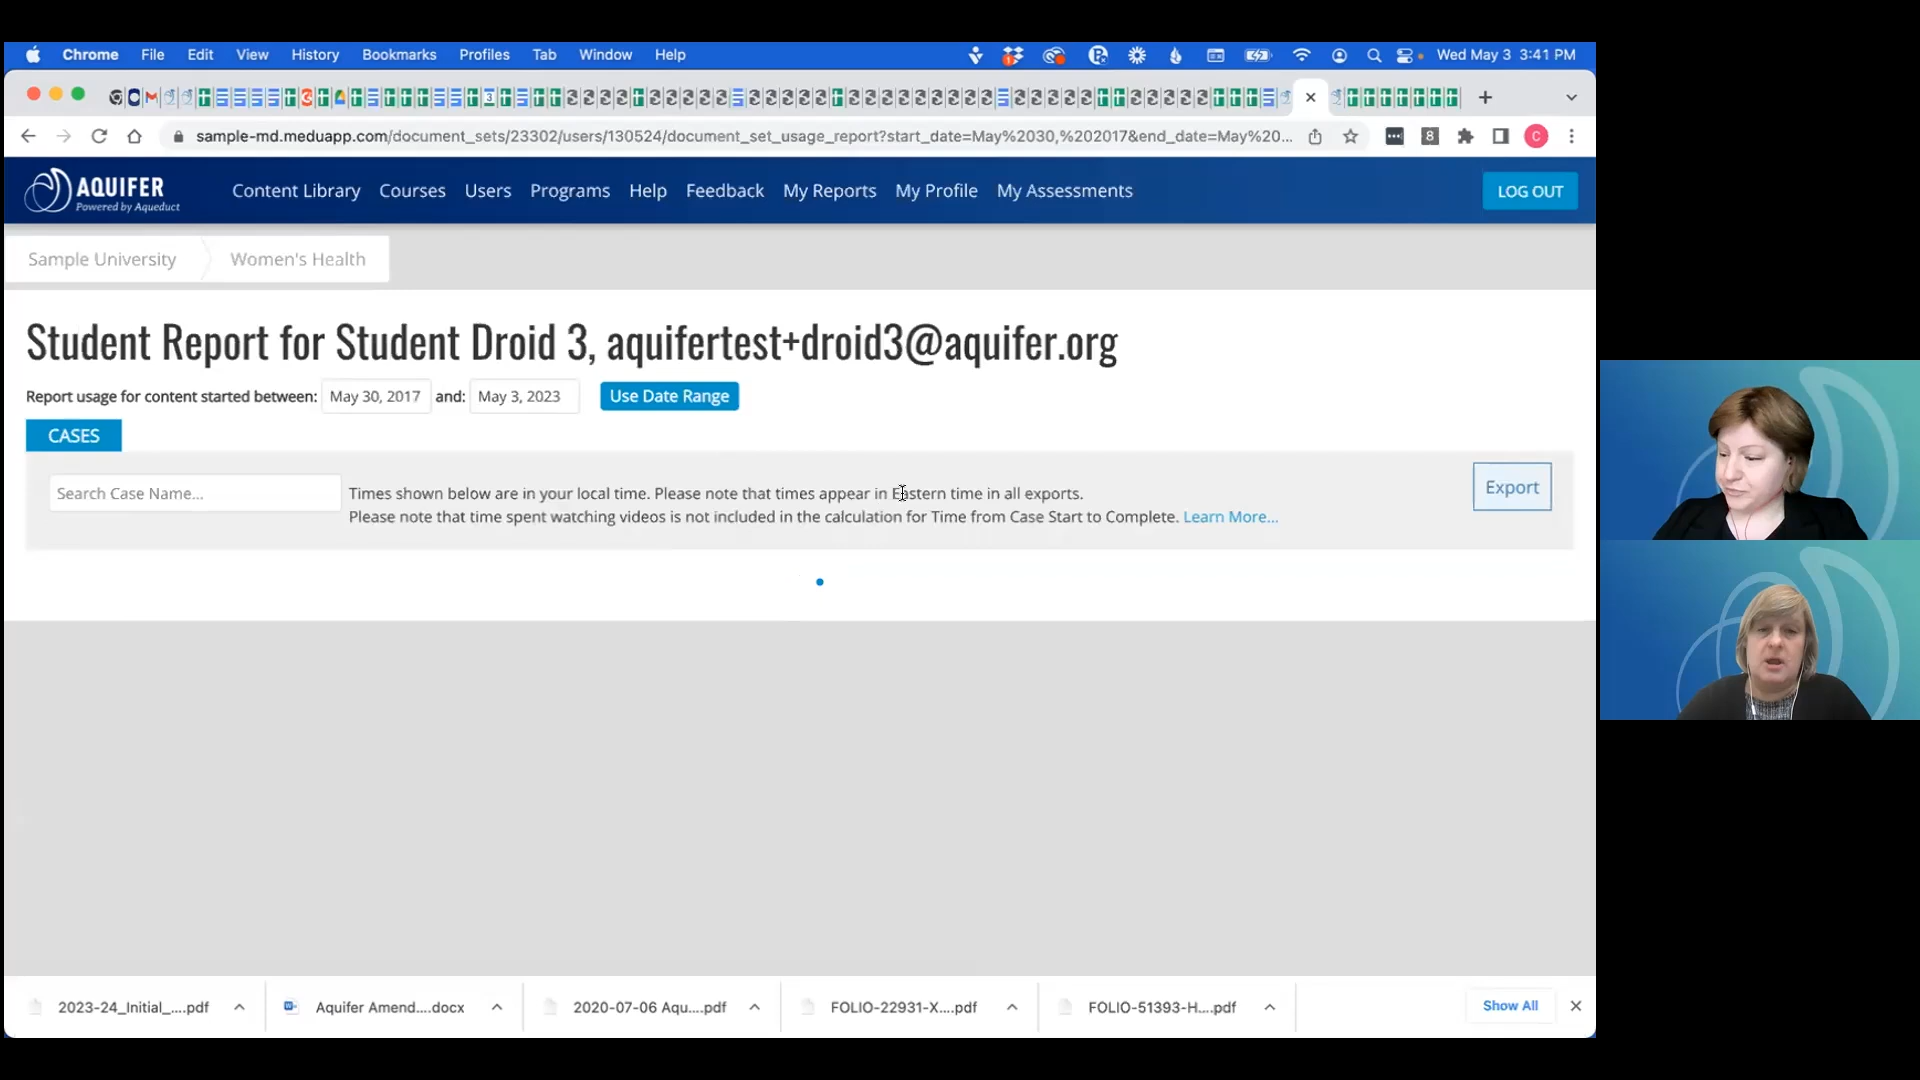 Chrome File Edit View History Bookmarks Profiles Tab Window Help Wed May 3 3:41 PM
sample-md.meduapp.com/document_sets/23302/users/130524/document_set_usage_report?start_date=May%2030,%202017&end_date=May%20...
AQUIFER
Powered by Aqueduct
Content Library Courses Users Programs Help Feedback My Reports My Profile My Assessments LOG OUT
Sample University Women's Health
Student Report for Student Droid 3, aquifertest+droid3@aquifer.org
Report usage for content started between: May 30, 2017 and: May 3, 2023 Use Date Range
CASES
Search Case Name... Times shown below are in your local time. Please note that times appear in Eastern time in all exports.
Please note that time spent watching videos is not included in the calculation for Time from Case Start to Complete. Learn More...
Export
2023-24_Initial_....pdf Aquifer Amend....docx 2020-07-06 Aqu....pdf FOLIO-22931-X....pdf FOLIO-51393-H....pdf Show All